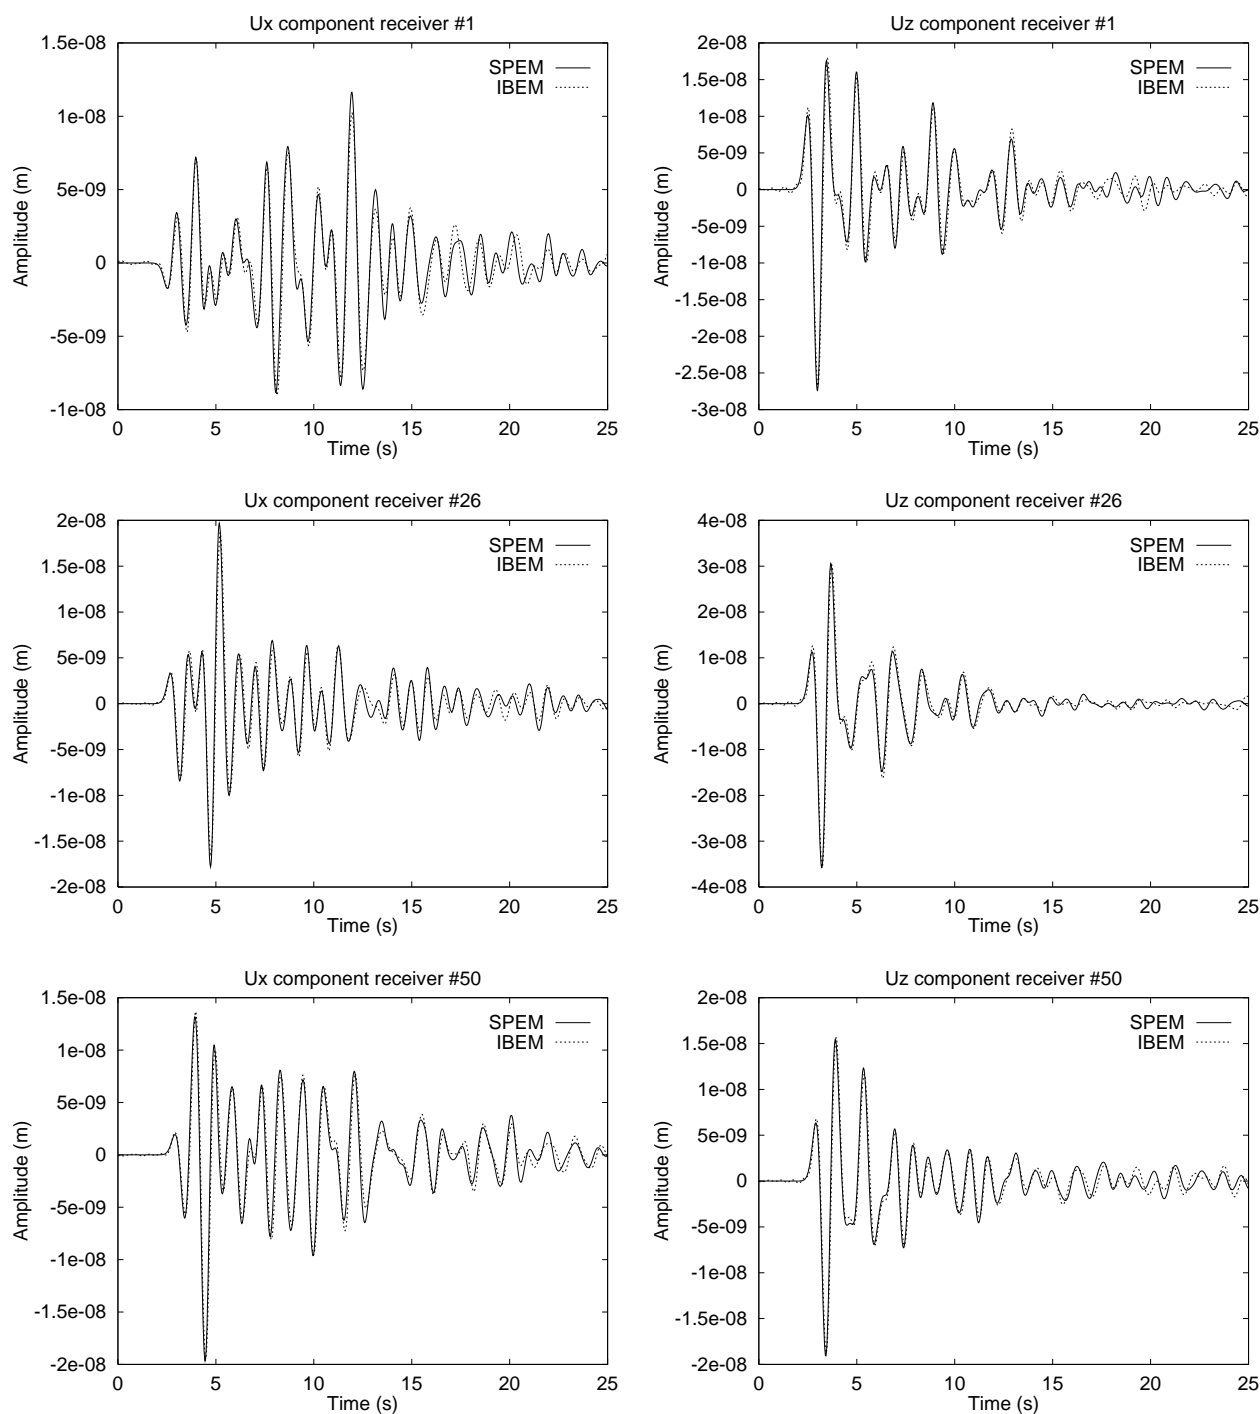 Ux component receiver #1
1.5e-08
1e-08
5e-09
0
-5e-09
-1e-08
Amplitude (m)
SPEM
IBEM
0 5 10 15 20 25
Time (s)
Uz component receiver #1
2e-08
1.5e-08
1e-08
5e-09
0
-5e-09
-1e-08
-1.5e-08
-2e-08
-2.5e-08
-3e-08
Amplitude (m)
SPEM
IBEM
0 5 10 15 20 25
Time (s)
Ux component receiver #26
2e-08
1.5e-08
1e-08
5e-09
0
-5e-09
-1e-08
-1.5e-08
-2e-08
Amplitude (m)
SPEM
IBEM
0 5 10 15 20 25
Time (s)
Uz component receiver #26
4e-08
3e-08
2e-08
1e-08
0
-1e-08
-2e-08
-3e-08
-4e-08
Amplitude (m)
SPEM
IBEM
0 5 10 15 20 25
Time (s)
Ux component receiver #50
1.5e-08
1e-08
5e-09
0
-5e-09
-1e-08
-1.5e-08
-2e-08
Amplitude (m)
SPEM
IBEM
0 5 10 15 20 25
Time (s)
Uz component receiver #50
2e-08
1.5e-08
1e-08
5e-09
0
-5e-09
-1e-08
-1.5e-08
-2e-08
Amplitude (m)
SPEM
IBEM
0 5 10 15 20 25
Time (s)